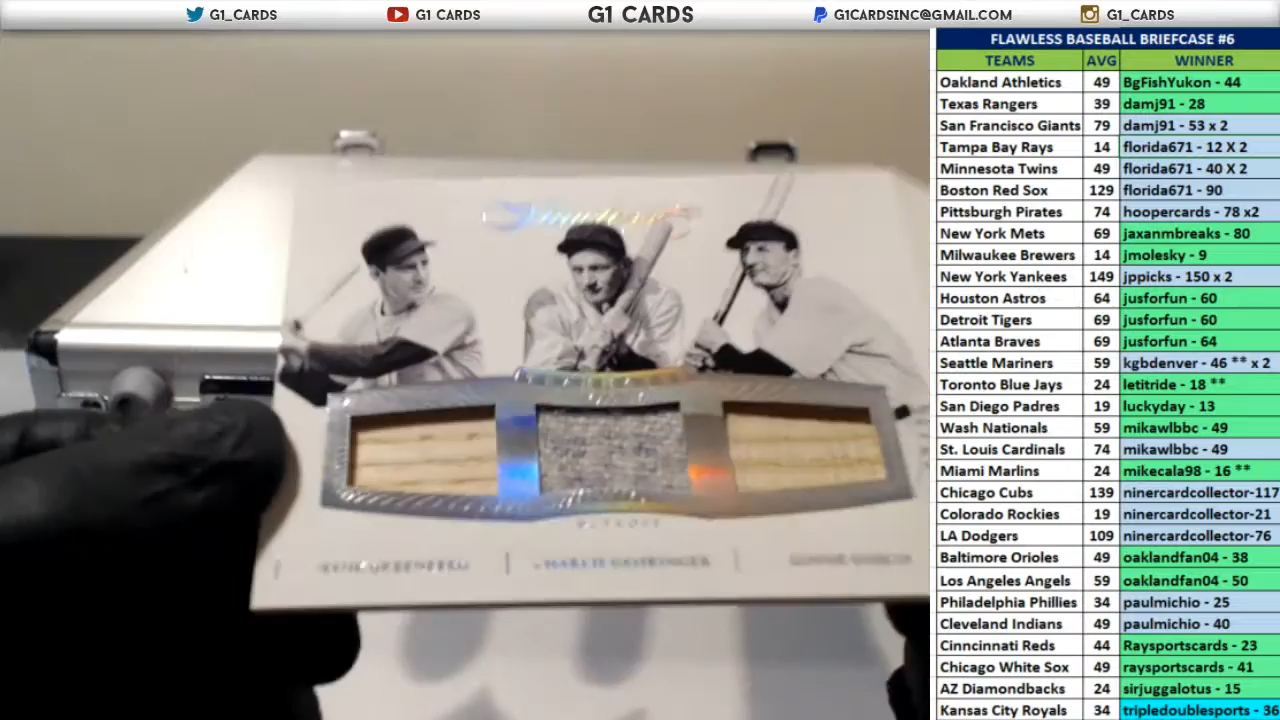 G1_CARDS G1 CARDS G1 CARDS G1CARDSINC@GMAIL.COM G1_CARDS
FLAWLESS BASEBALL BRIEFCASE #6
TEAMS AVG WINNER
Oakland Athletics 49 BgFishYukon - 44
Texas Rangers 39 damj91 - 28
San Francisco Giants 79 damj91 - 53 x 2
Tampa Bay Rays 14 florida671 - 12 X 2
Minnesota Twins 49 florida671 - 40 X 2
Boston Red Sox 129 florida671 - 90
Pittsburgh Pirates 74 hoopercards - 78 x2
New York Mets 69 jaxanmbreaks - 80
Milwaukee Brewers 14 jmolesky - 9
New York Yankees 149 jppicks - 150 x 2
Houston Astros 64 jusforfun - 60
Detroit Tigers 69 jusforfun - 60
Atlanta Braves 69 jusforfun - 64
Seattle Mariners 59 kgbdenver - 46 ** x 2
Toronto Blue Jays 24 letitride - 18 **
San Diego Padres 19 luckyday - 13
Wash Nationals 59 mikawlbbc - 49
St. Louis Cardinals 74 mikawlbbc - 49
Miami Marlins 24 mikecala98 - 16 **
Chicago Cubs 139 ninercardcollector-117
Colorado Rockies 19 ninercardcollector-21
LA Dodgers 109 ninercardcollector-76
Baltimore Orioles 49 oaklandfan04 - 38
Los Angeles Angels 59 oaklandfan04 - 50
Philadelphia Phillies 34 paulmichio - 25
Cleveland Indians 49 paulmichio - 40
Cinncinnati Reds 44 Raysportscards - 23
Chicago White Sox 49 raysportscards - 41
AZ Diamondbacks 24 sirjuggalotus - 15
Kansas City Royals 34 tripledoublesports - 36
DETROIT